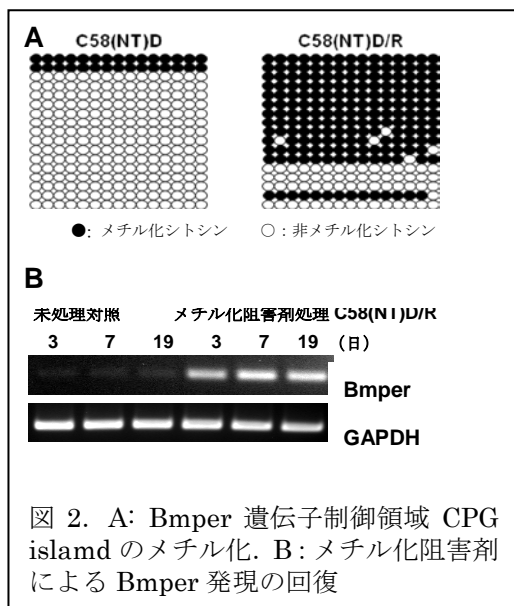 A
C58(NT)D C58(NT)D/R
●: メチル化シトシン ○ : 非メチル化シトシン
B
未処理対照 メチル化阻害剤処理 C58(NT)D/R
3 7 19 3 7 19 (日)
Bmper
GAPDH
図 2. A: Bmper 遺伝子制御領域 CPG
islamd のメチル化. B : メチル化阻害剤
による Bmper 発現の回復